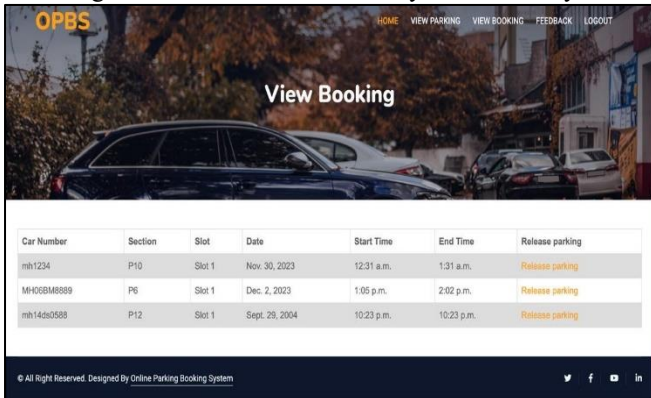 OPBS
HOME VIEW PARKING VIEW BOOKING FEEDBACK LOGOUT
View Booking
Car Number Section Slot Date Start Time End Time Release parking
mh1234 P10 Slot 1 Nov. 30, 2023 12:31 a.m. 1:31 a.m. Release parking
MH06BM8889 P6 Slot 1 Dec. 2, 2023 1:05 p.m. 2:02 p.m. Release parking
mh14ds0588 P12 Slot 1 Sept. 29, 2004 10:23 p.m. 10:23 p.m. Release parking
© All Right Reserved. Designed By Online Parking Booking System